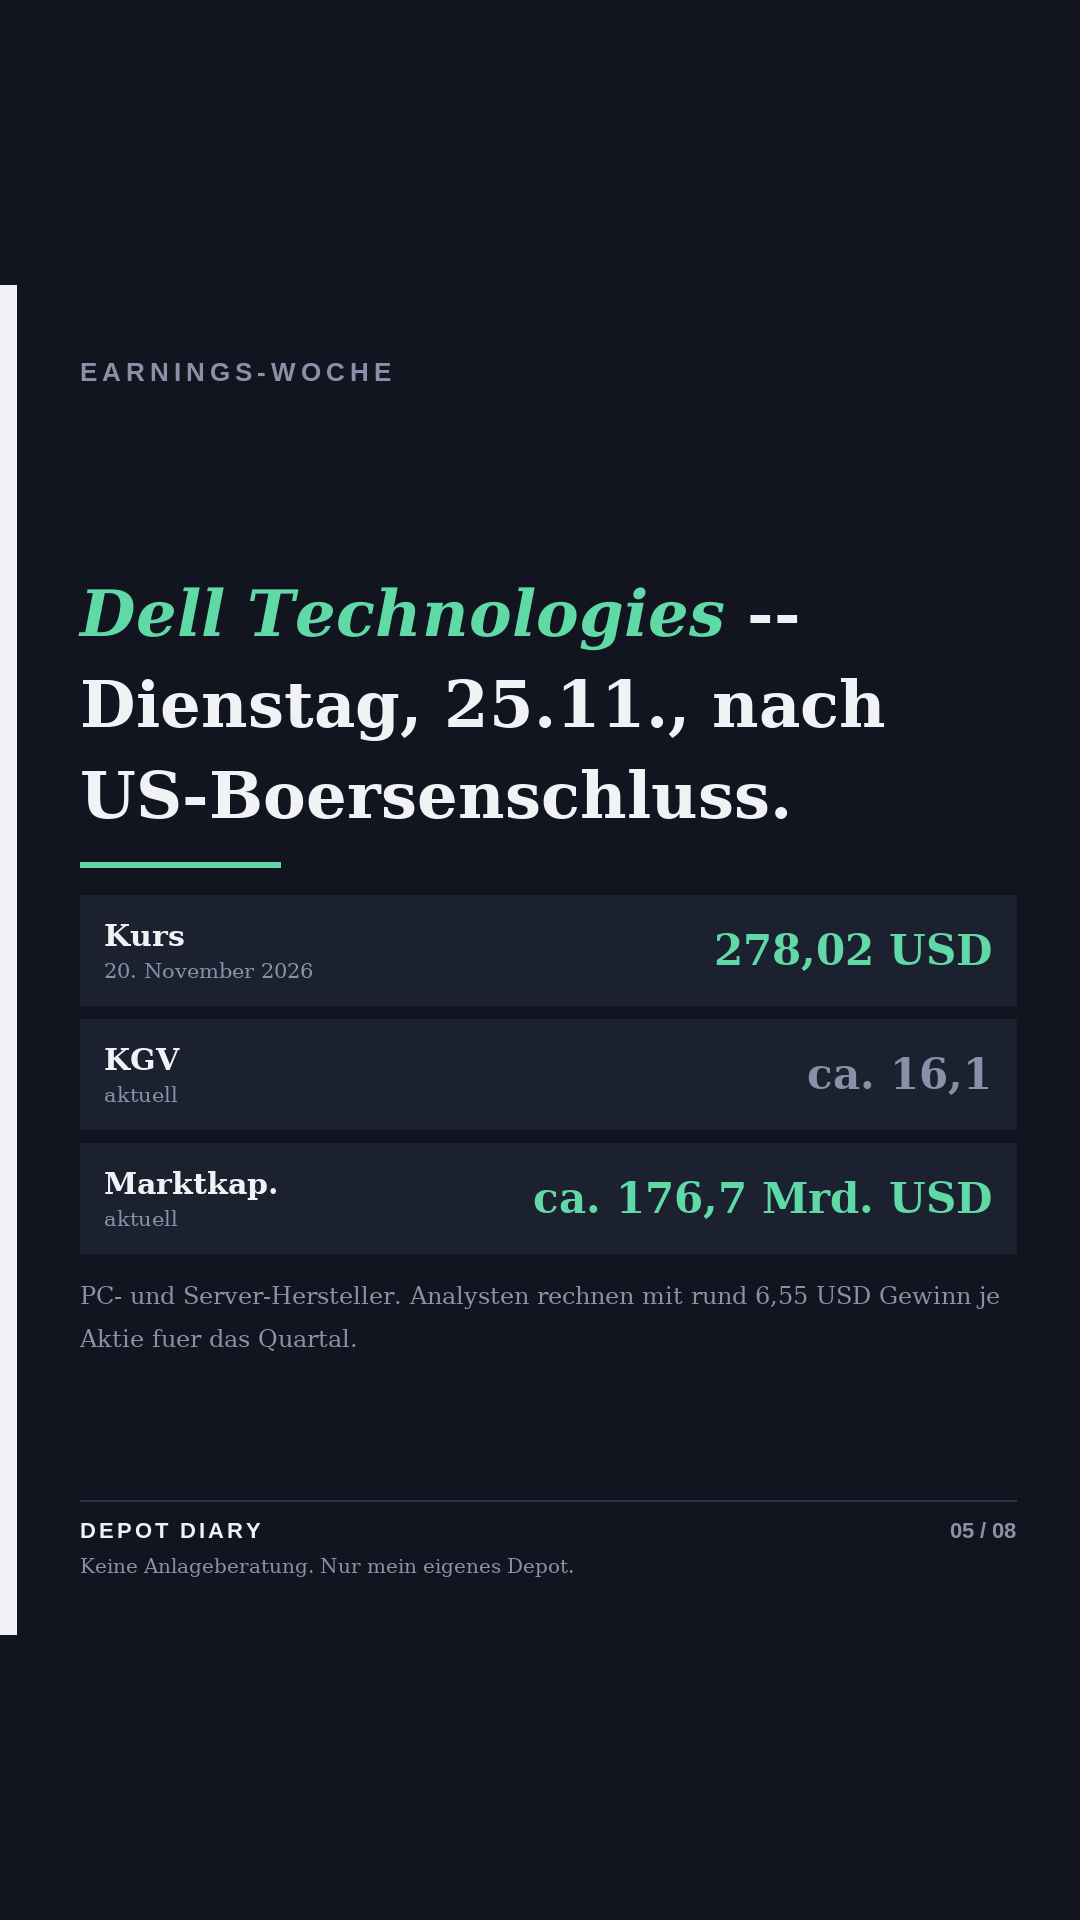 EARNINGS-WOCHE
Dell Technologies --
Dienstag, 25.11., nach
US-Boersenschluss.
Kurs
278,02 USD
20. November 2026
KGV
ca. 16,1
aktuell
Marktkap.
ca. 176,7 Mrd. USD
aktuell
PC- und Server-Hersteller. Analysten rechnen mit rund 6,55 USD Gewinn je
Aktie fuer das Quartal.
DEPOT DIARY
05 / 08
Keine Anlageberatung. Nur mein eigenes Depot.